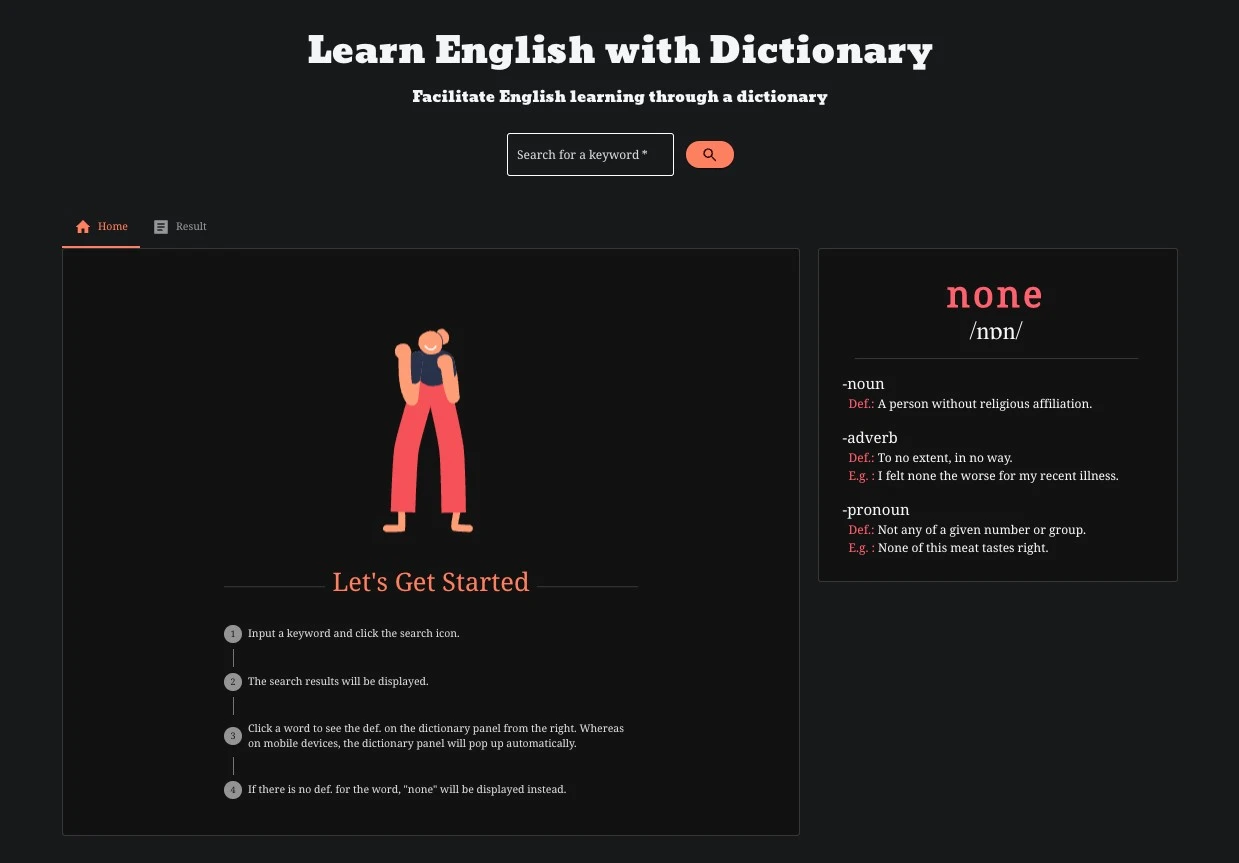 Learn English with Dictionary
Facilitate English learning through a dictionary
Search for a keyword *
Home
Result
Let's Get Started
1 Input a keyword and click the search icon.
2 The search results will be displayed.
3 Click a word to see the def. on the dictionary panel from the right. Whereas
on mobile devices, the dictionary panel will pop up automatically.
4 If there is no def. for the word, "none" will be displayed instead.
none
/nɒn/
-noun
Def.: A person without religious affiliation.
-adverb
Def.: To no extent, in no way.
E.g. : I felt none the worse for my recent illness.
-pronoun
Def.: Not any of a given number or group.
E.g. : None of this meat tastes right.